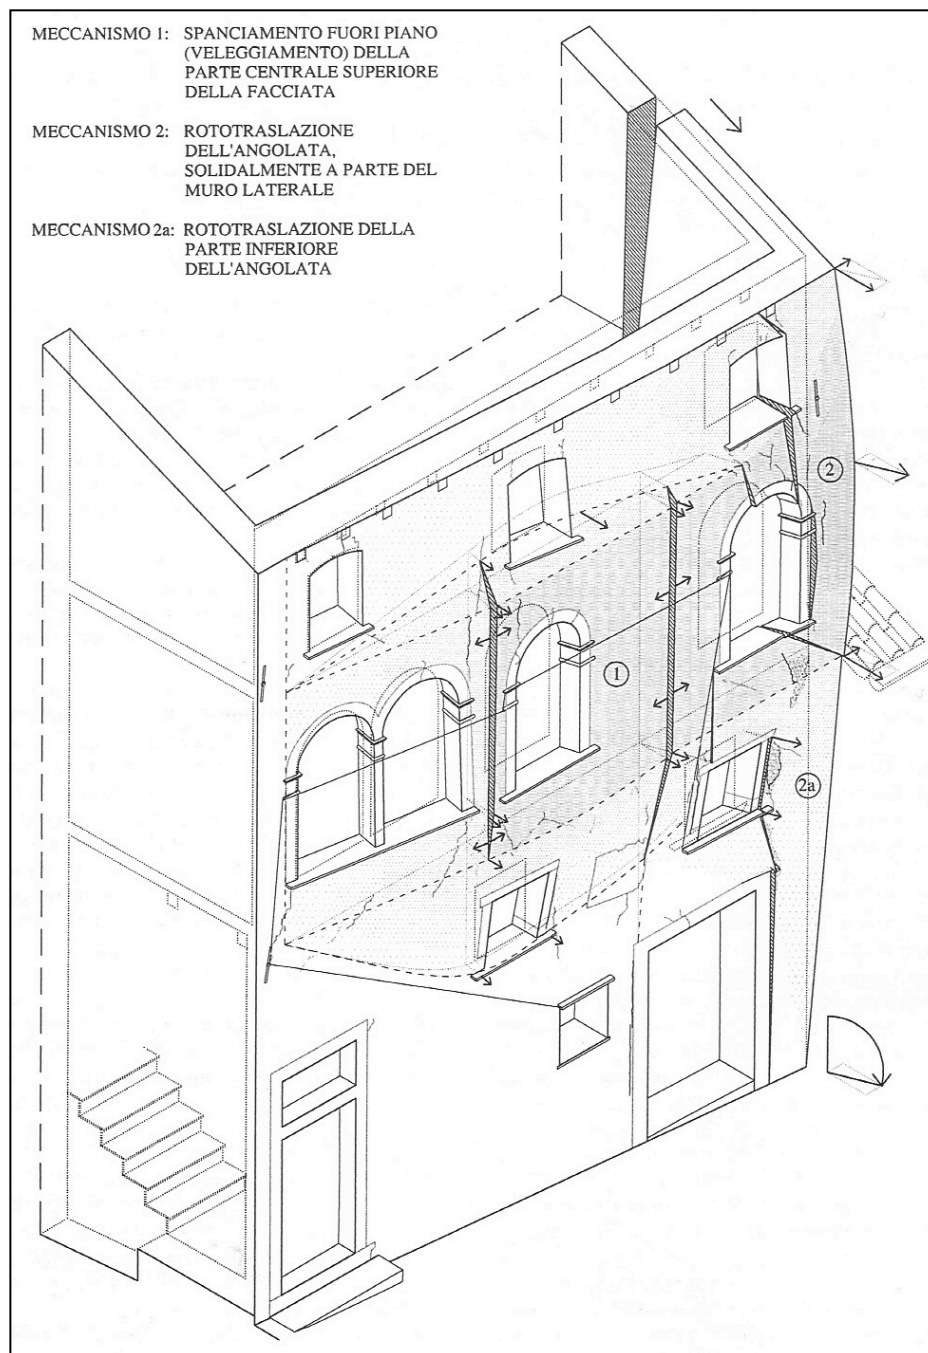 MECCANISMO 1: SPANCIAMENTO FUORI PIANO
(VELEGGIAMENTO) DELLA
PARTE CENTRALE SUPERIORE
DELLA FACCIATA
MECCANISMO 2: ROTOTRASLAZIONE
DELL'ANGOLATA,
SOLIDALMENTE A PARTE DEL
MURO LATERALE
MECCANISMO 2a: ROTOTRASLAZIONE DELLA
PARTE INFERIORE
DELL'ANGOLATA
2
1
2a